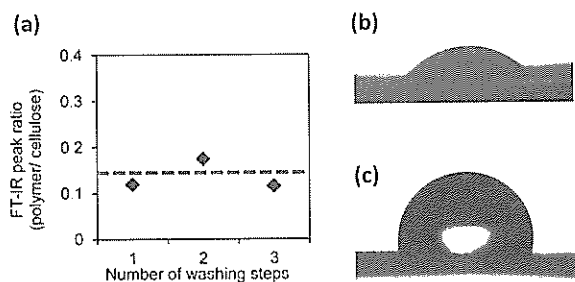 (a)
0.4
0.3
0.2
0.1
0
FT-IR peak ratio
(polymer/ cellulose)
1 2 3
Number of washing steps
(b)
(c)